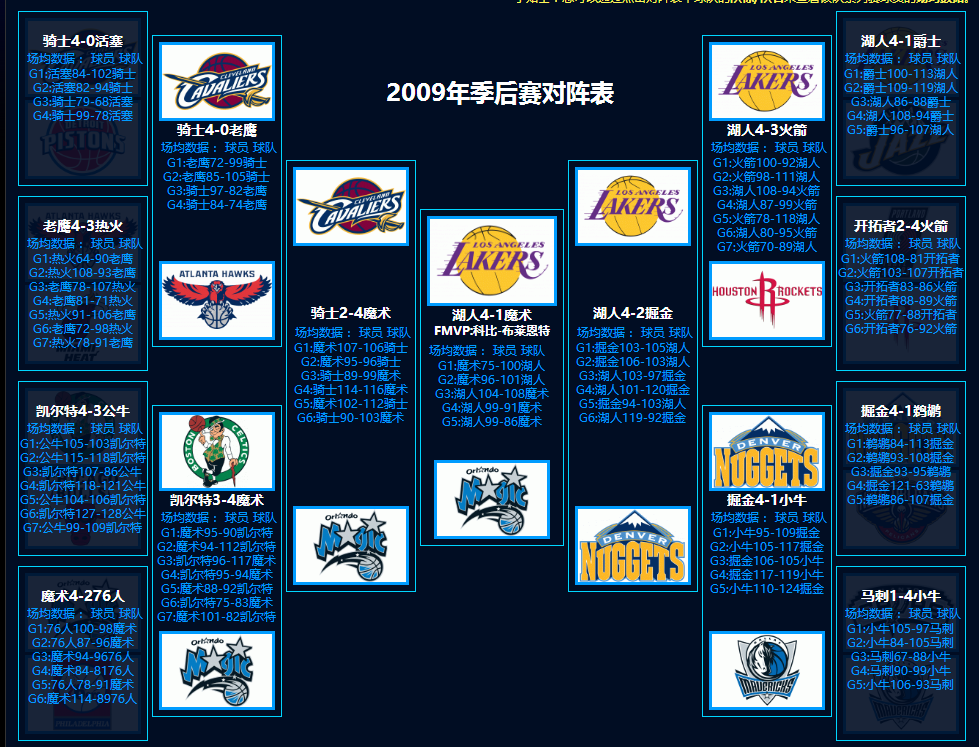 2009年季后赛对阵表
骑士4-0活塞
场均数据： 球员 球队
G1:活塞84-102骑士
G2:活塞82-94骑士
G3:骑士79-68活塞
G4:骑士99-78活塞
PISTONS
老鹰4-3热火
场均数据： 球员 球队
G1:热火64-90老鹰
G2:热火108-93老鹰
G3:老鹰78-107热火
G4:老鹰81-71热火
G5:热火91-106老鹰
G6:老鹰72-98热火
G7:热火78-91老鹰
HEAT
凯尔特4-3公牛
场均数据： 球员 球队
G1:公牛105-103凯尔特
G2:公牛115-118凯尔特
G3:凯尔特107-86公牛
G4:凯尔特118-121公牛
G5:公牛104-106凯尔特
G6:凯尔特127-128公牛
G7:公牛99-109凯尔特
魔术4-276人
场均数据： 球员 球队
G1:76人100-98魔术
G2:76人87-96魔术
G3:魔术94-9676人
G4:魔术84-8176人
G5:76人78-91魔术
G6:魔术114-8976人
PHILADELPHIA
CLEVELAND
CAVALIERS
骑士4-0老鹰
场均数据： 球员 球队
G1:老鹰72-99骑士
G2:老鹰85-105骑士
G3:骑士97-82老鹰
G4:骑士84-74老鹰
ATLANTA HAWKS
BOSTON CELTICS
凯尔特3-4魔术
场均数据： 球员 球队
G1:魔术95-90凯尔特
G2:魔术94-112凯尔特
G3:凯尔特96-117魔术
G4:凯尔特95-94魔术
G5:魔术88-92凯尔特
G6:凯尔特75-83魔术
G7:魔术101-82凯尔特
Orlando
Magic
CLEVELAND
CAVALIERS
骑士2-4魔术
场均数据： 球员 球队
G1:魔术107-106骑士
G2:魔术95-96骑士
G3:骑士89-99魔术
G4:骑士114-116魔术
G5:魔术102-112骑士
G6:骑士90-103魔术
Orlando
Magic
LOS ANGELES
LAKERS
湖人4-1魔术
FMVP:科比-布莱恩特
场均数据： 球员 球队
G1:魔术75-100湖人
G2:魔术96-101湖人
G3:湖人104-108魔术
G4:湖人99-91魔术
G5:湖人99-86魔术
Orlando
Magic
LOS ANGELES
LAKERS
湖人4-2掘金
场均数据： 球员 球队
G1:掘金103-105湖人
G2:掘金106-103湖人
G3:湖人103-97掘金
G4:湖人101-120掘金
G5:掘金94-103湖人
G6:湖人119-92掘金
DENVER
NUGGETS
LOS ANGELES
LAKERS
湖人4-3火箭
场均数据： 球员 球队
G1:火箭100-92湖人
G2:火箭98-111湖人
G3:湖人108-94火箭
G4:湖人87-99火箭
G5:火箭78-118湖人
G6:湖人80-95火箭
G7:火箭70-89湖人
HOUSTON ROCKETS
DENVER
NUGGETS
掘金4-1小牛
场均数据： 球员 球队
G1:小牛95-109掘金
G2:小牛105-117掘金
G3:掘金106-105小牛
G4:掘金117-119小牛
G5:小牛110-124掘金
MAVERICKS
湖人4-1爵士
场均数据： 球员 球队
G1:爵士100-113湖人
G2:爵士109-119湖人
G3:湖人86-88爵士
G4:湖人108-94爵士
G5:爵士96-107湖人
JAZZ
开拓者2-4火箭
场均数据： 球员 球队
G1:火箭108-81开拓者
G2:火箭103-107开拓者
G3:开拓者83-86火箭
G4:开拓者88-89火箭
G5:火箭77-88开拓者
G6:开拓者76-92火箭
掘金4-1鹈鹕
场均数据： 球员 球队
G1:鹈鹕84-113掘金
G2:鹈鹕93-108掘金
G3:掘金93-95鹈鹕
G4:掘金121-63鹈鹕
G5:鹈鹕86-107掘金
马刺1-4小牛
场均数据： 球员 球队
G1:小牛105-97马刺
G2:小牛84-105马刺
G3:马刺67-88小牛
G4:马刺90-99小牛
G5:小牛106-93马刺